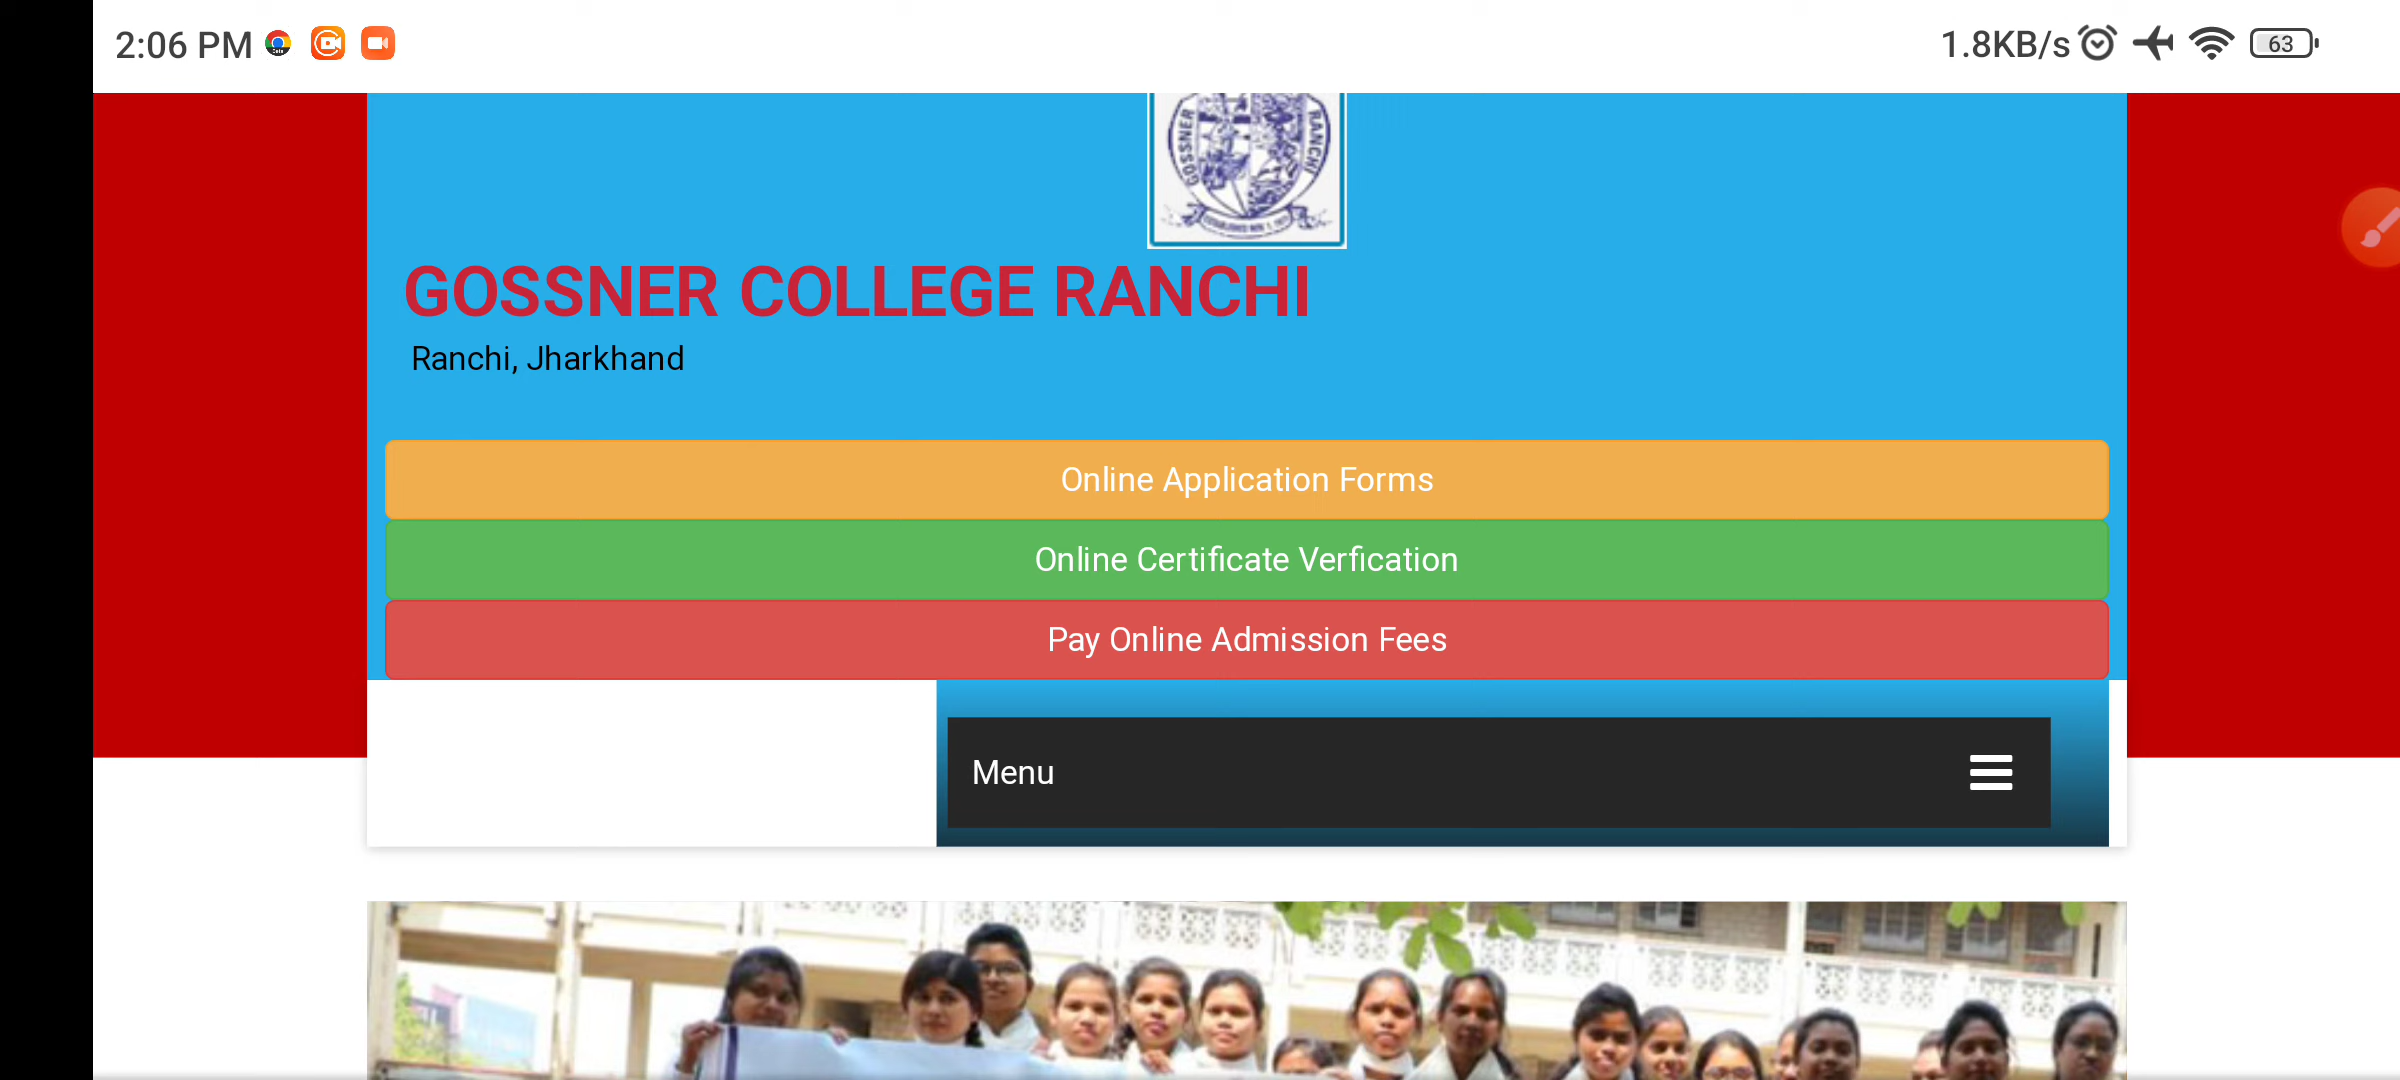 2:06 PM
1.8KB/s
63
GOSSNER
RANCHI
GOSSNER COLLEGE RANCHI
Ranchi, Jharkhand
Online Application Forms
Online Certificate Verfication
Pay Online Admission Fees
Menu